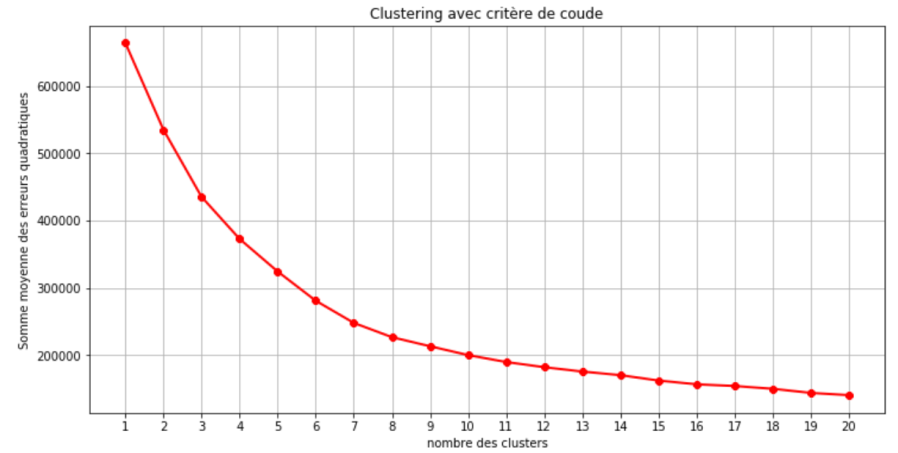 Clustering avec critère de coude
Somme moyenne des erreurs quadratiques
600000
500000
400000
300000
200000
1 2 3 4 5 6 7 8 9 10 11 12 13 14 15 16 17 18 19 20
nombre des clusters